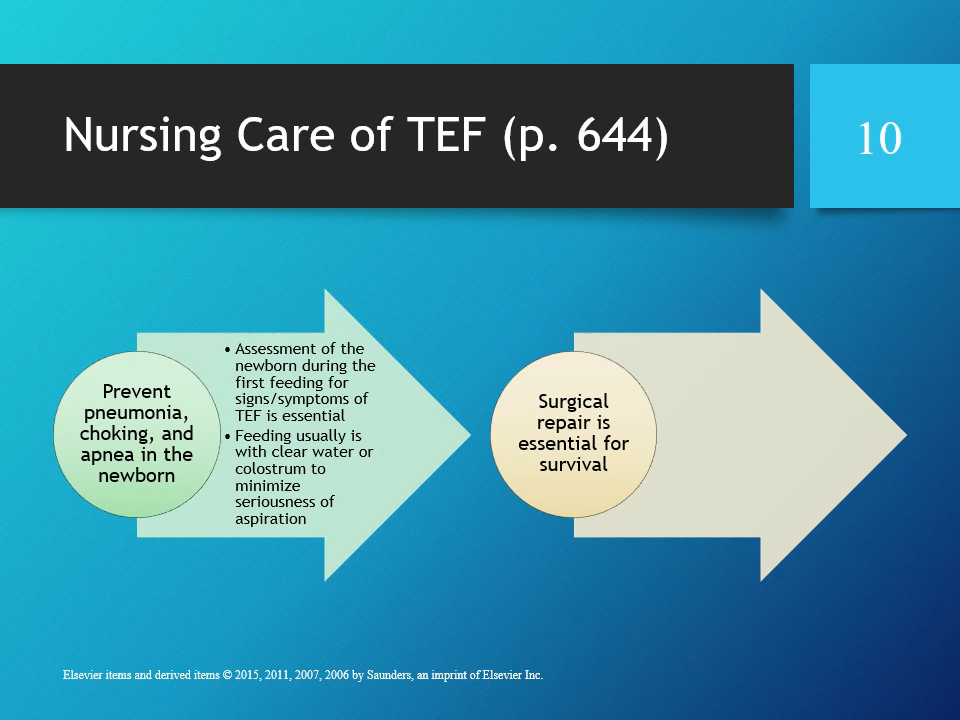 Nursing Care of TEF (p. 644)
10
Prevent
pneumonia,
choking, and
apnea in the
newborn
• Assessment of the
newborn during the
first feeding for
signs/symptoms of
TEF is essential
• Feeding usually is
with clear water or
colostrum to
minimize
seriousness of
aspiration
Surgical
repair is
essential for
survival
Elsevier items and derived items © 2015, 2011, 2007, 2006 by Saunders, an imprint of Elsevier Inc.